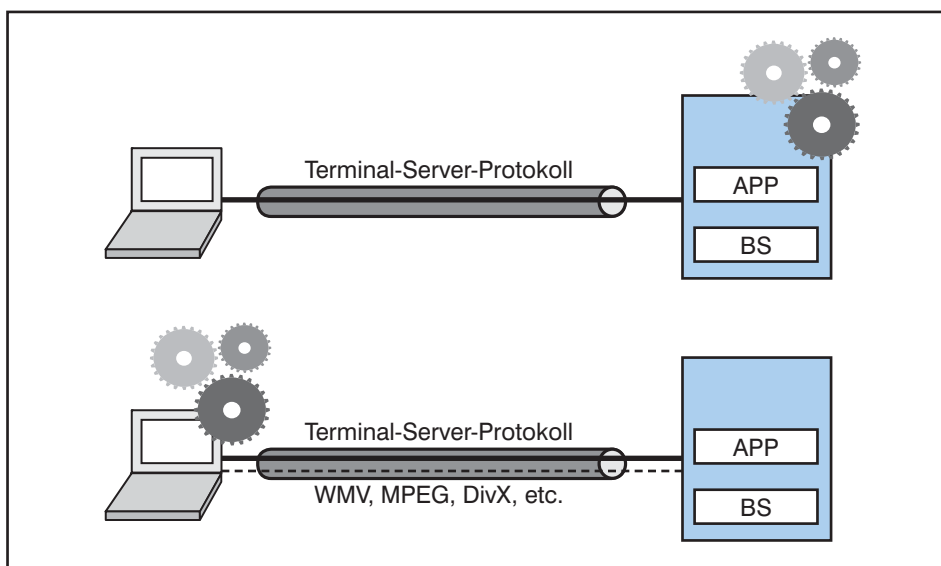 Terminal-Server-Protokoll
APP
BS
Terminal-Server-Protokoll
WMV, MPEG, DivX, etc.
APP
BS